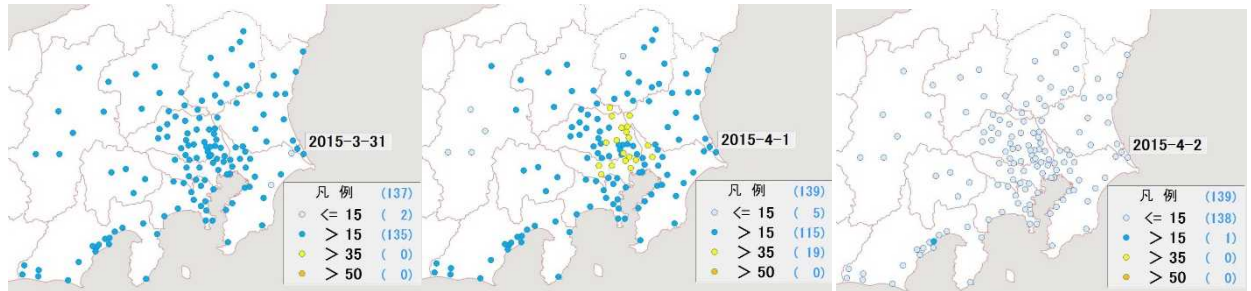 2015-3-31
凡 例 (137)
<= 15 ( 2)
> 15 (135)
> 35 ( 0)
> 50 ( 0)
2015-4-1
凡 例 (139)
<= 15 ( 5)
> 15 (115)
> 35 ( 19)
> 50 ( 0)
2015-4-2
凡 例 (139)
<= 15 (138)
> 15 ( 1)
> 35 ( 0)
> 50 ( 0)